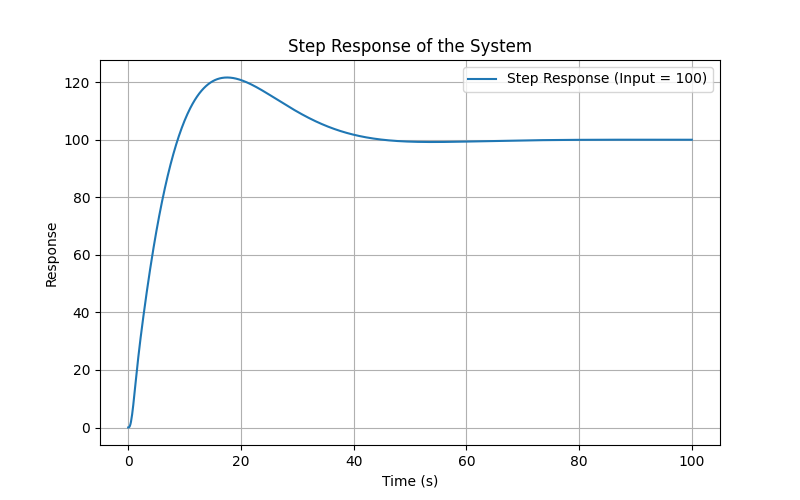 Step Response of the System
Step Response (Input = 100)
120
100
80
60
40
20
0
Response
0 20 40 60 80 100
Time (s)